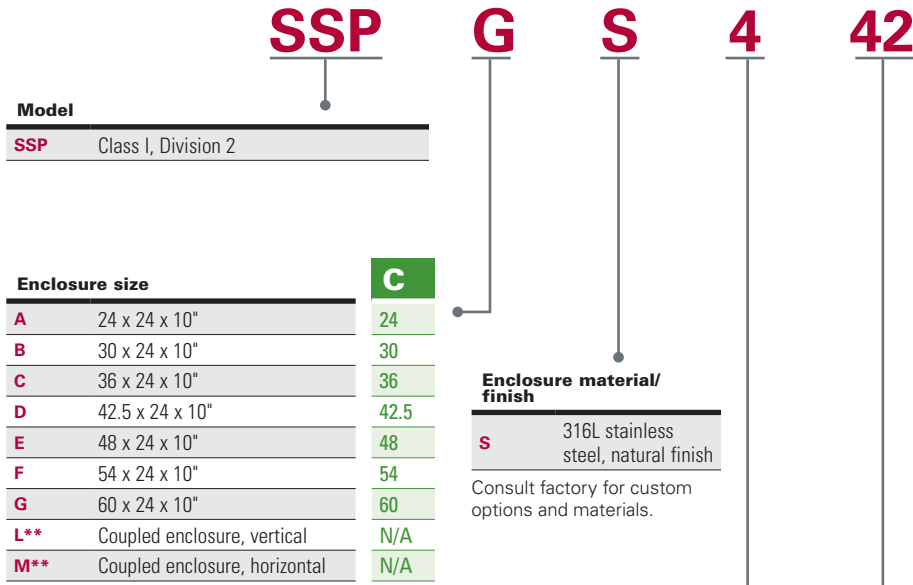 SSP G S 4 42
Model
SSP Class I, Division 2
Enclosure size C
A 24 x 24 x 10" 24
B 30 x 24 x 10" 30
C 36 x 24 x 10" 36
D 42.5 x 24 x 10" 42.5
E 48 x 24 x 10" 48
F 54 x 24 x 10" 54
G 60 x 24 x 10" 60
L** Coupled enclosure, vertical N/A
M** Coupled enclosure, horizontal N/A
Enclosure material/
finish
S 316L stainless
steel, natural finish
Consult factory for custom
options and materials.